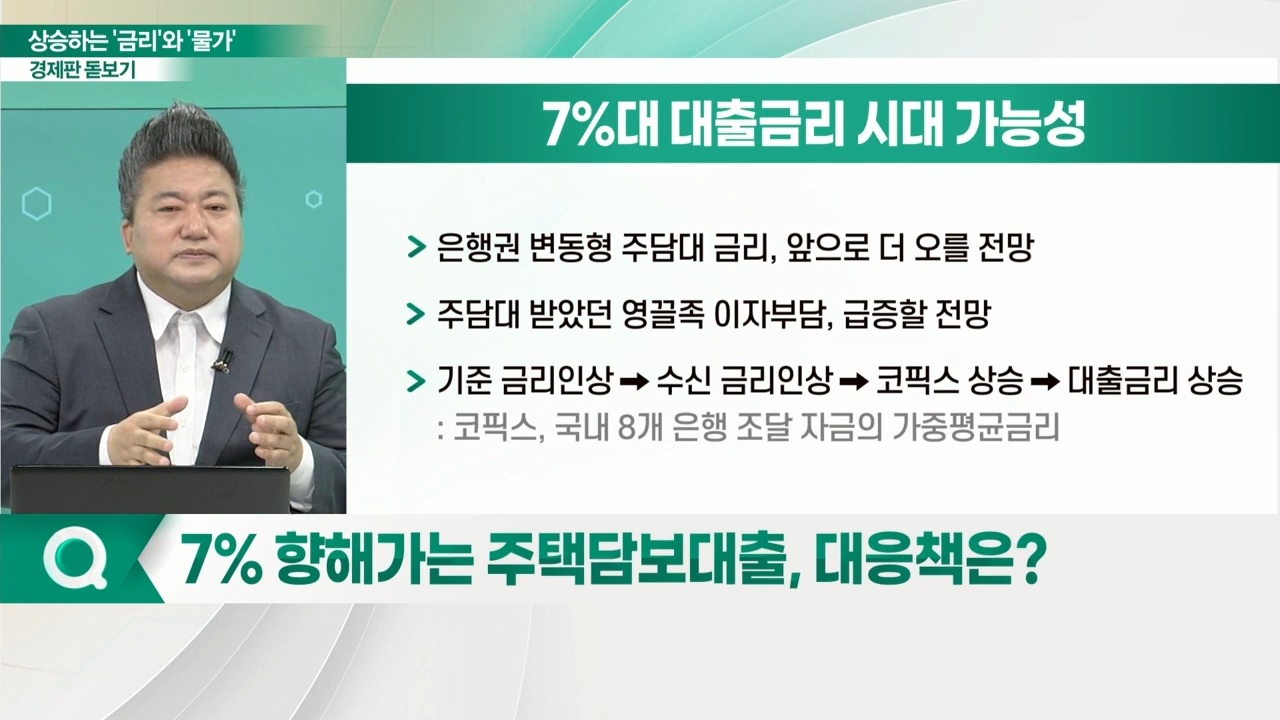 상승하는 '금리'와 '물가'
경제판 돋보기
7%대 대출금리 시대 가능성
> 은행권 변동형 주담대 금리, 앞으로 더 오를 전망
> 주담대 받았던 영끌족 이자부담, 급증할 전망
> 기준 금리인상 ➡ 수신 금리인상 ➡ 코픽스 상승 ➡ 대출금리 상승
: 코픽스, 국내 8개 은행 조달 자금의 가중평균금리
Q 7% 향해가는 주택담보대출, 대응책은?